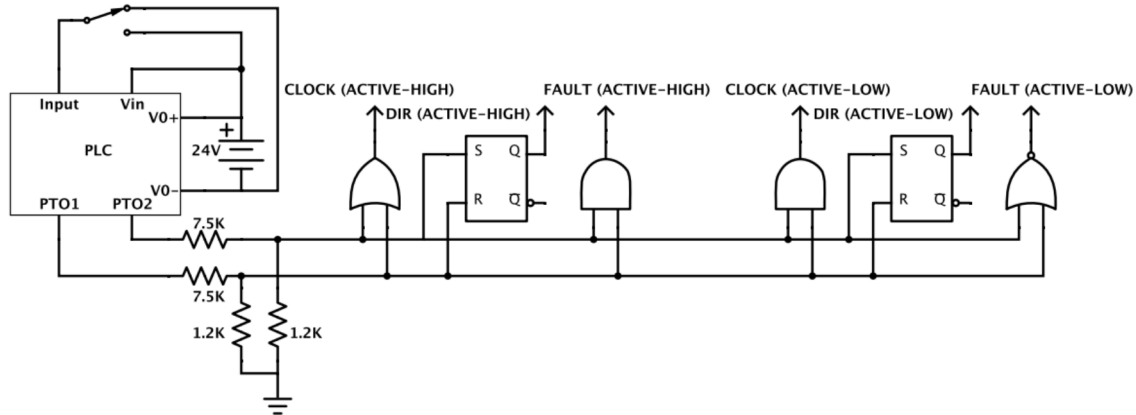 CLOCK (ACTIVE-HIGH)
FAULT (ACTIVE-HIGH)
CLOCK (ACTIVE-LOW)
FAULT (ACTIVE-LOW)
Input
Vin
DIR (ACTIVE-HIGH)
DIR (ACTIVE-LOW)
V0+
+
PLC
24V
S
Q
S
Q
V0-
R
Q̅
R
Q̅
PTO1
PTO2
7.5K
7.5K
1.2K
1.2K